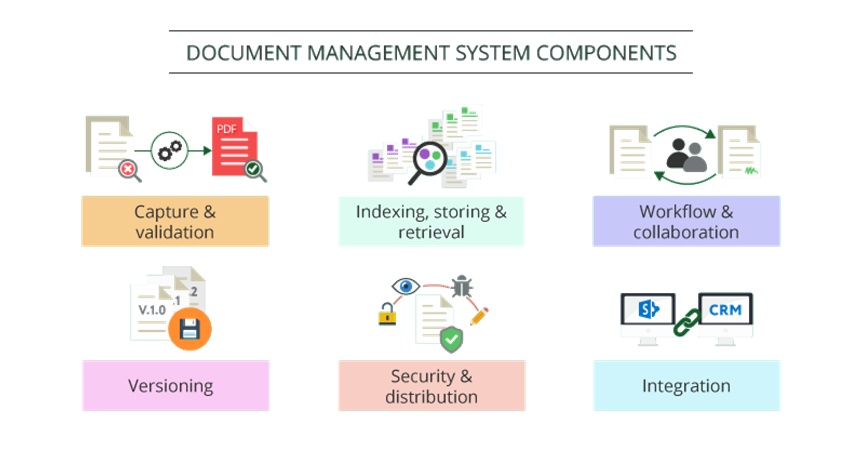 DOCUMENT MANAGEMENT SYSTEM COMPONENTS
PDF
Capture &
validation
Indexing, storing &
retrieval
Workflow &
collaboration
V.1.0
.1
.2
Versioning
Security &
distribution
S
CRM
Integration